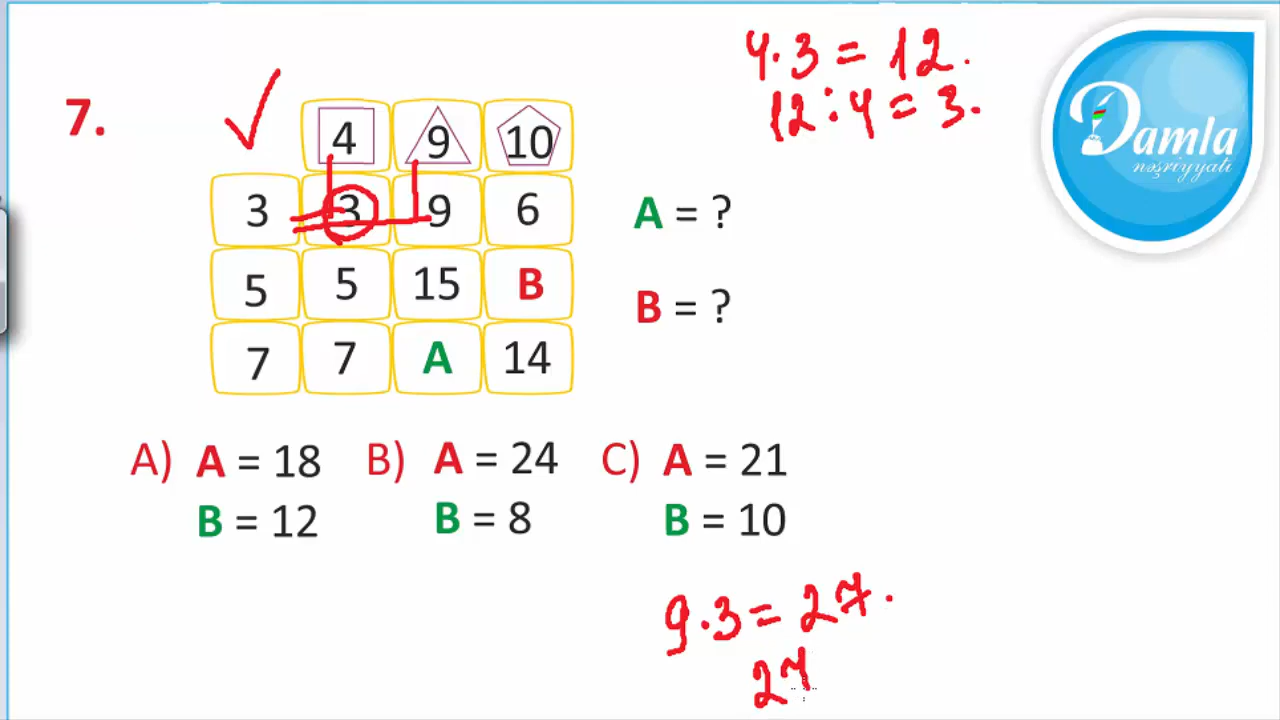 4·3=12.
12:4=3.
Damla
nəşriyyatı
7.
4 9 10
3 3 9 6
5 5 15 B
7 7 A 14
A = ?
B = ?
A) A = 18 B) A = 24 C) A = 21
B = 12 B = 8 B = 10
9·3=27.
27